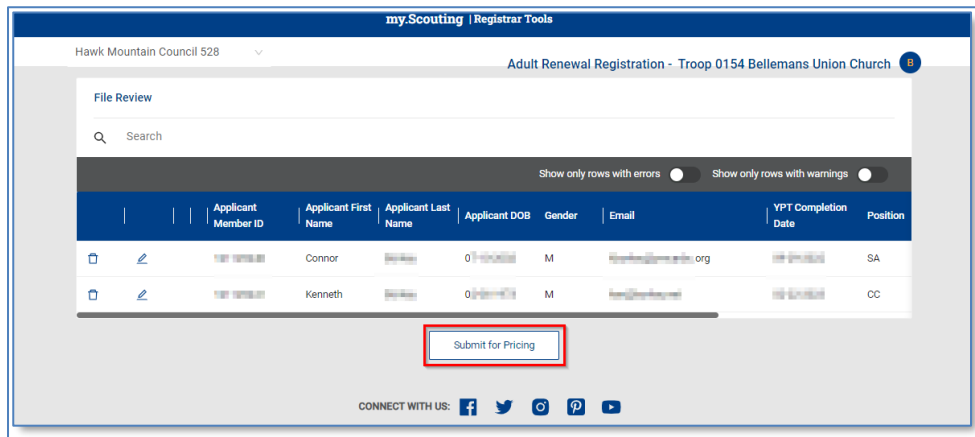 my.Scouting | Registrar Tools
Hawk Mountain Council 528
Adult Renewal Registration - Troop 0154 Bellemans Union Church B
File Review
Search
Show only rows with errors Show only rows with warnings
Applicant Member ID Applicant First Name Applicant Last Name Applicant DOB Gender Email YPT Completion Date Position
Connor 0 M .org SA
Kenneth 0 M CC
Submit for Pricing
CONNECT WITH US: